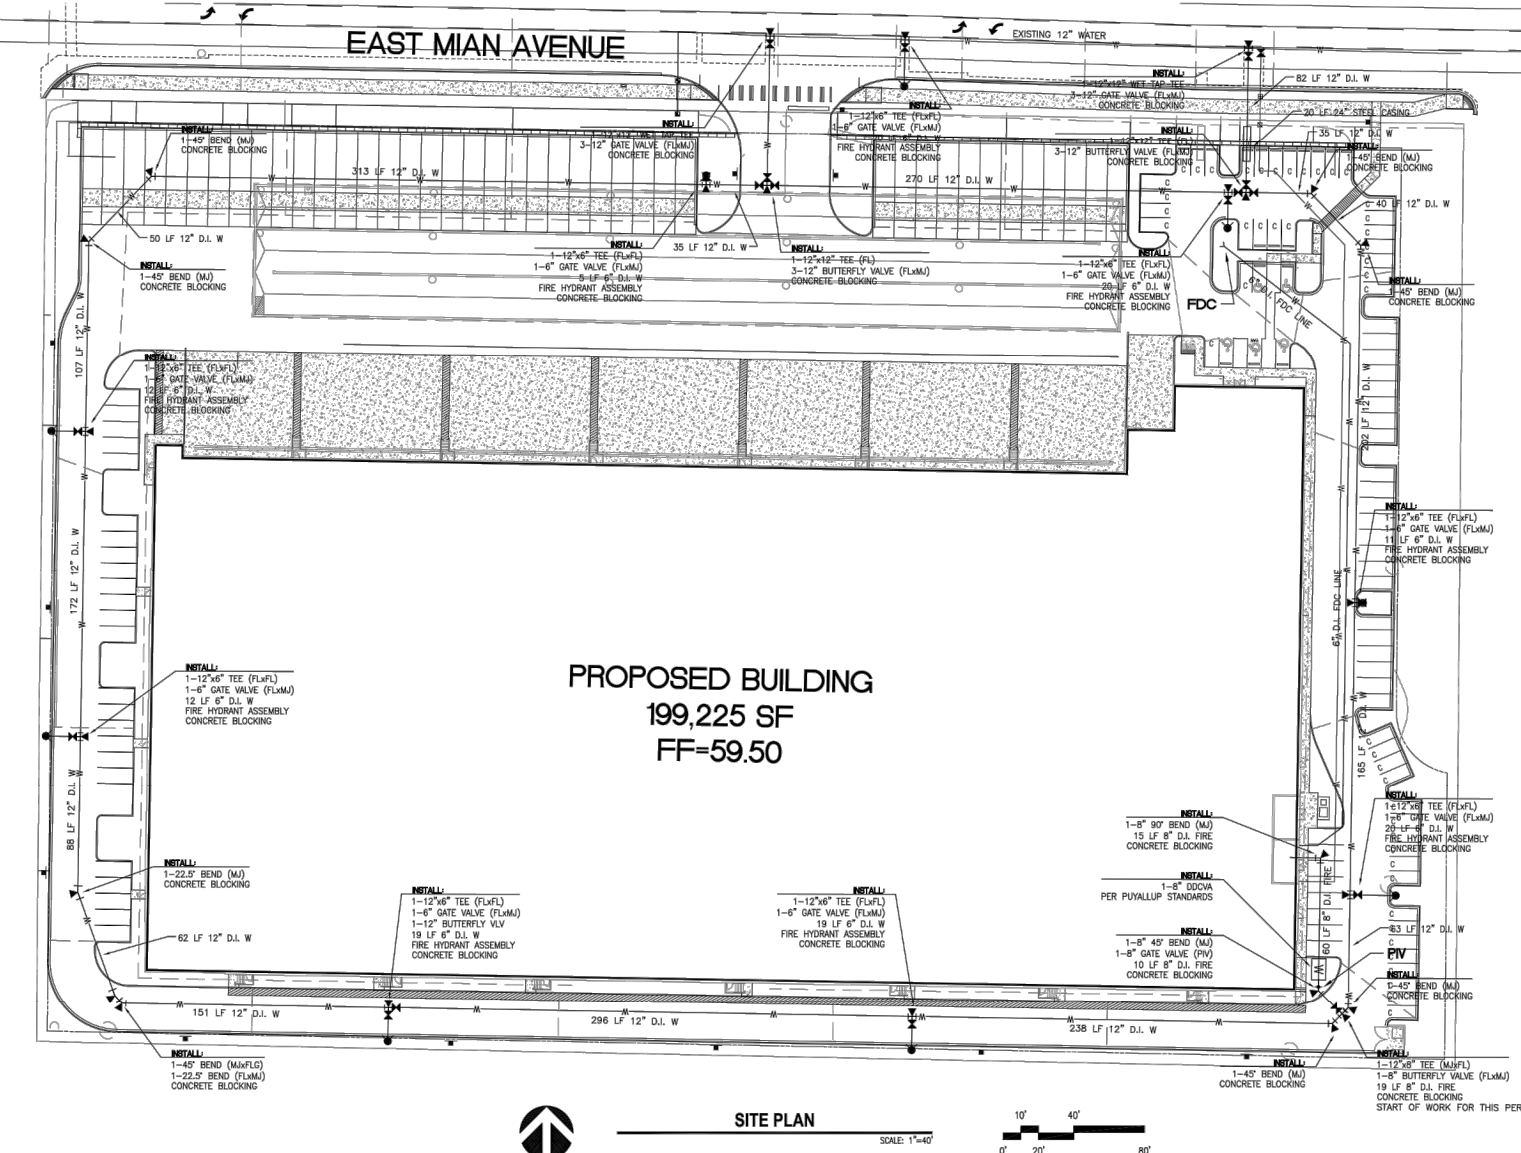 EAST MIAN AVENUE
EXISTING 12" WATER
INSTALL:
1-12"x12" WET TAP TEE
3-12" GATE VALVE (FLxMJ)
CONCRETE BLOCKING
82 LF 12" D.I. W
20 LF 24" STEEL CASING
35 LF 12" D.I. W
INSTALL:
1-45° BEND (MJ)
CONCRETE BLOCKING
INSTALL:
3-12" GATE VALVE (FLxMJ)
CONCRETE BLOCKING
INSTALL:
1-12"x6" TEE (FLxFL)
1-6" GATE VALVE (FLxMJ)
FIRE HYDRANT ASSEMBLY
CONCRETE BLOCKING
INSTALL:
3-12" BUTTERFLY VALVE (FLxMJ)
CONCRETE BLOCKING
INSTALL:
1-45° BEND (MJ)
CONCRETE BLOCKING
313 LF 12" D.I. W
270 LF 12" D.I. W
40 LF 12" D.I. W
50 LF 12" D.I. W
INSTALL:
1-45° BEND (MJ)
CONCRETE BLOCKING
INSTALL:
1-12"x6" TEE (FLxFL)
1-6" GATE VALVE (FLxMJ)
5 LF 6" D.I. W
FIRE HYDRANT ASSEMBLY
CONCRETE BLOCKING
35 LF 12" D.I. W
INSTALL:
1-12"x12" TEE (FL)
3-12" BUTTERFLY VALVE (FLxMJ)
CONCRETE BLOCKING
INSTALL:
1-12"x6" TEE (FLxFL)
1-6" GATE VALVE (FLxMJ)
20 LF 6" D.I. W
FIRE HYDRANT ASSEMBLY
CONCRETE BLOCKING
FDC
6" D.I. FDC LINE
INSTALL:
1-45° BEND (MJ)
CONCRETE BLOCKING
107 LF 12" D.I. W
INSTALL:
1-12"x6" TEE (FLxFL)
1-6" GATE VALVE (FLxMJ)
12 LF 6" D.I. W
FIRE HYDRANT ASSEMBLY
CONCRETE BLOCKING
202 LF 12" D.I. W
INSTALL:
1-12"x6" TEE (FLxFL)
1-6" GATE VALVE (FLxMJ)
11 LF 6" D.I. W
FIRE HYDRANT ASSEMBLY
CONCRETE BLOCKING
172 LF 12" D.I. W
6" D.I. FDC LINE
INSTALL:
1-12"x6" TEE (FLxFL)
1-6" GATE VALVE (FLxMJ)
12 LF 6" D.I. W
FIRE HYDRANT ASSEMBLY
CONCRETE BLOCKING
PROPOSED BUILDING
199,225 SF
FF=59.50
165 LF 12" D.I. W
88 LF 12" D.I. W
INSTALL:
1-12"x6" TEE (FLxFL)
1-6" GATE VALVE (FLxMJ)
20 LF 6" D.I. W
FIRE HYDRANT ASSEMBLY
CONCRETE BLOCKING
INSTALL:
1-8" 90° BEND (MJ)
15 LF 8" D.I. FIRE
CONCRETE BLOCKING
INSTALL:
1-22.5° BEND (MJ)
CONCRETE BLOCKING
INSTALL:
1-8" DDCVA
PER PUYALLUP STANDARDS
60 LF 8" D.I. FIRE
INSTALL:
1-12"x6" TEE (FLxFL)
1-6" GATE VALVE (FLxMJ)
1-12" BUTTERFLY VLV
19 LF 6" D.I. W
FIRE HYDRANT ASSEMBLY
CONCRETE BLOCKING
INSTALL:
1-12"x6" TEE (FLxFL)
1-6" GATE VALVE (FLxMJ)
19 LF 6" D.I. W
FIRE HYDRANT ASSEMBLY
CONCRETE BLOCKING
62 LF 12" D.I. W
63 LF 12" D.I. W
INSTALL:
1-8" 45° BEND (MJ)
1-8" GATE VALVE (PIV)
10 LF 8" D.I. FIRE
CONCRETE BLOCKING
PIV
INSTALL:
1-45° BEND (MJ)
CONCRETE BLOCKING
151 LF 12" D.I. W
296 LF 12" D.I. W
238 LF 12" D.I. W
INSTALL:
1-45° BEND (MJxFLG)
1-22.5° BEND (FLxMJ)
CONCRETE BLOCKING
INSTALL:
1-45° BEND (MJ)
CONCRETE BLOCKING
INSTALL:
1-12"x8" TEE (MJxFL)
1-8" BUTTERFLY VALVE (FLxMJ)
19 LF 8" D.I. FIRE
CONCRETE BLOCKING
START OF WORK FOR THIS PER
SITE PLAN
SCALE: 1"=40'
10' 40'
0' 20' 80'